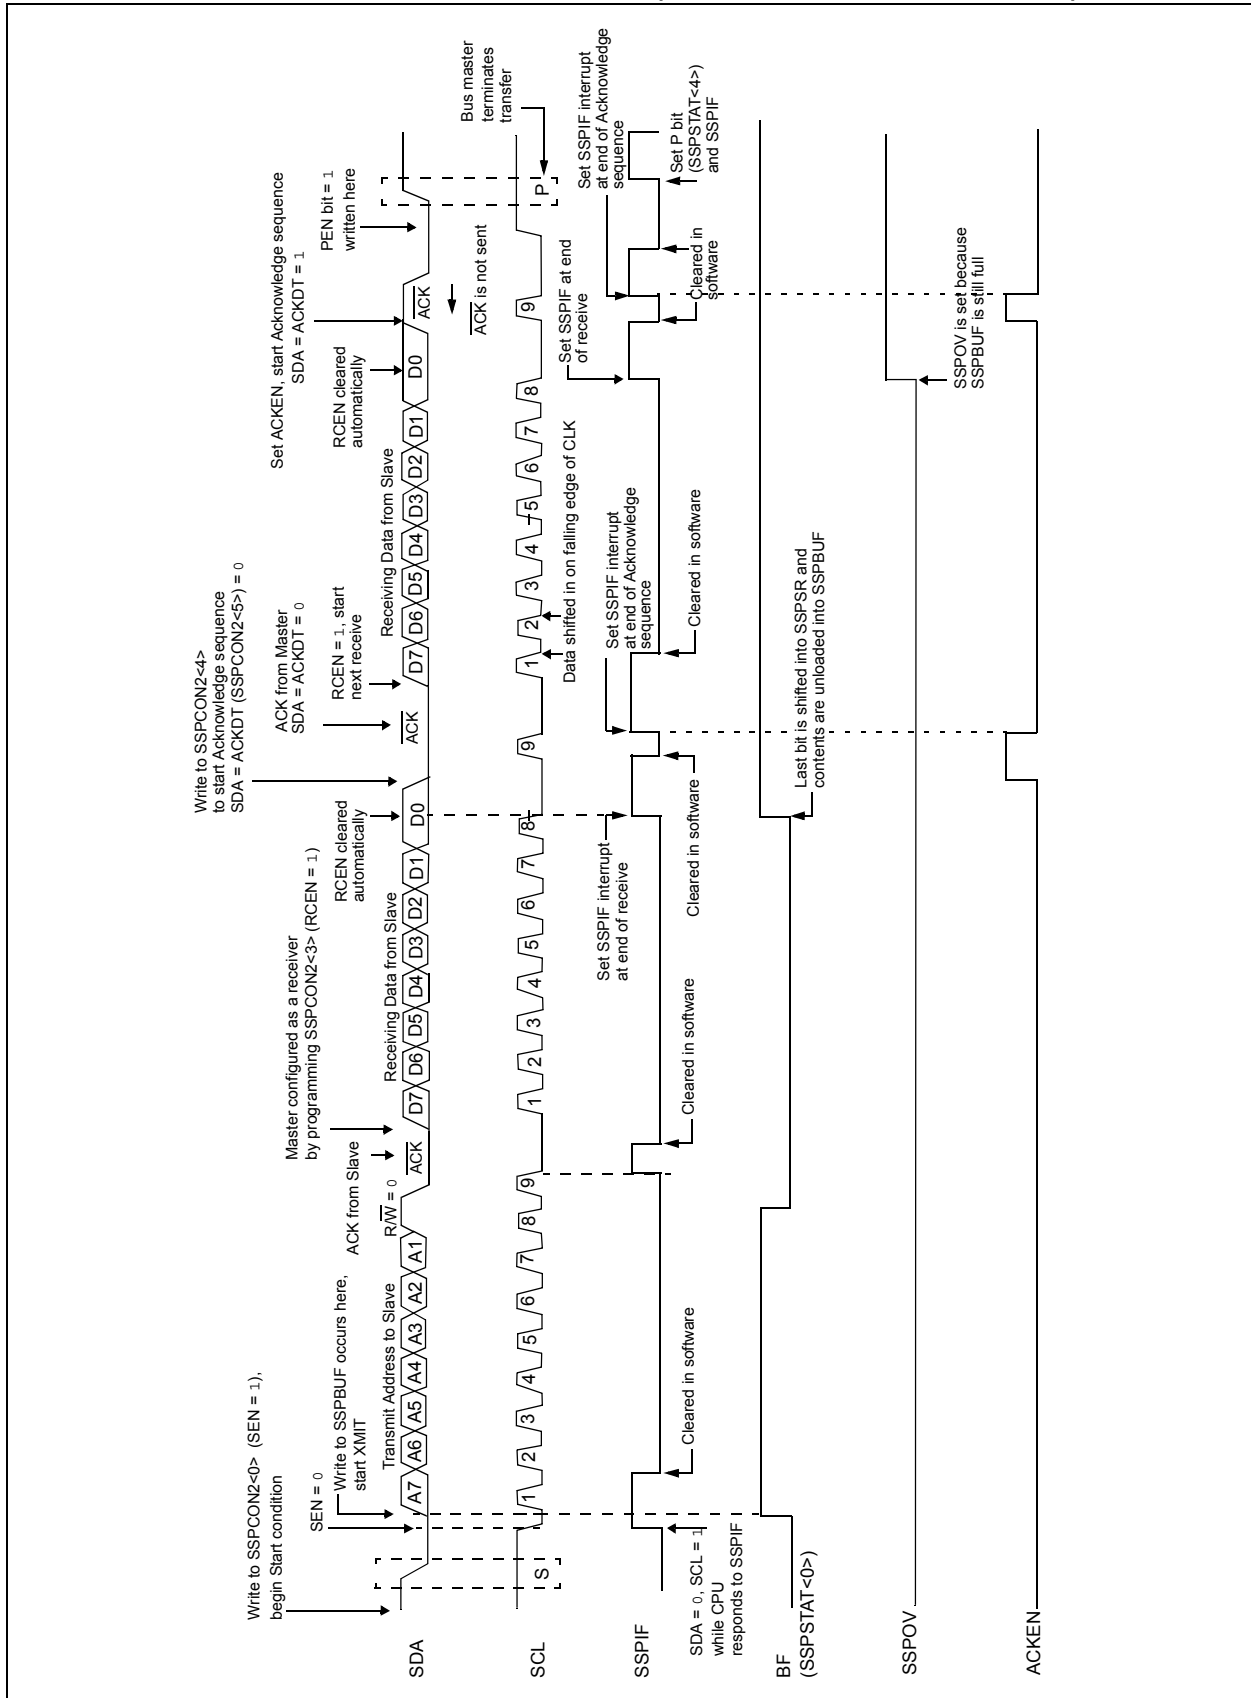 Write to SSPCON2<0> (SEN = 1),
begin Start condition
SEN = 0
Write to SSPBUF occurs here,
start XMIT
Transmit Address to Slave
R/W = 0
ACK from Slave
Master configured as a receiver
by programming SSPCON2<3> (RCEN = 1)
Receiving Data from Slave
RCEN cleared
automatically
Write to SSPCON2<4>
to start Acknowledge sequence
SDA = ACKDT (SSPCON2<5>) = 0
ACK from Master
SDA = ACKDT = 0
RCEN = 1, start
next receive
Receiving Data from Slave
RCEN cleared
automatically
Set ACKEN, start Acknowledge sequence
SDA = ACKDT = 1
PEN bit = 1
written here
SDA
A7 A6 A5 A4 A3 A2 A1
ACK
D7 D6 D5 D4 D3 D2 D1 D0
ACK
D7 D6 D5 D4 D3 D2 D1 D0
ACK
ACK is not sent
Bus master
terminates
transfer
SCL
S
1 2 3 4 5 6 7 8 9
1 2 3 4 5 6 7 8 9
1 2 3 4 5 6 7 8 9
P
Data shifted in on falling edge of CLK
Set SSPIF interrupt
at end of receive
Set SSPIF interrupt
at end of Acknowledge
sequence
Set SSPIF at end
of receive
Set SSPIF interrupt
at end of Acknowledge
sequence
SSPIF
SDA = 0, SCL = 1
while CPU
responds to SSPIF
Cleared in software
Cleared in software
Cleared in software
Cleared in software
Cleared in
software
Set P bit
(SSPSTAT<4>)
and SSPIF
BF
(SSPSTAT<0>)
Last bit is shifted into SSPSR and
contents are unloaded into SSPBUF
SSPOV
SSPOV is set because
SSPBUF is still full
ACKEN